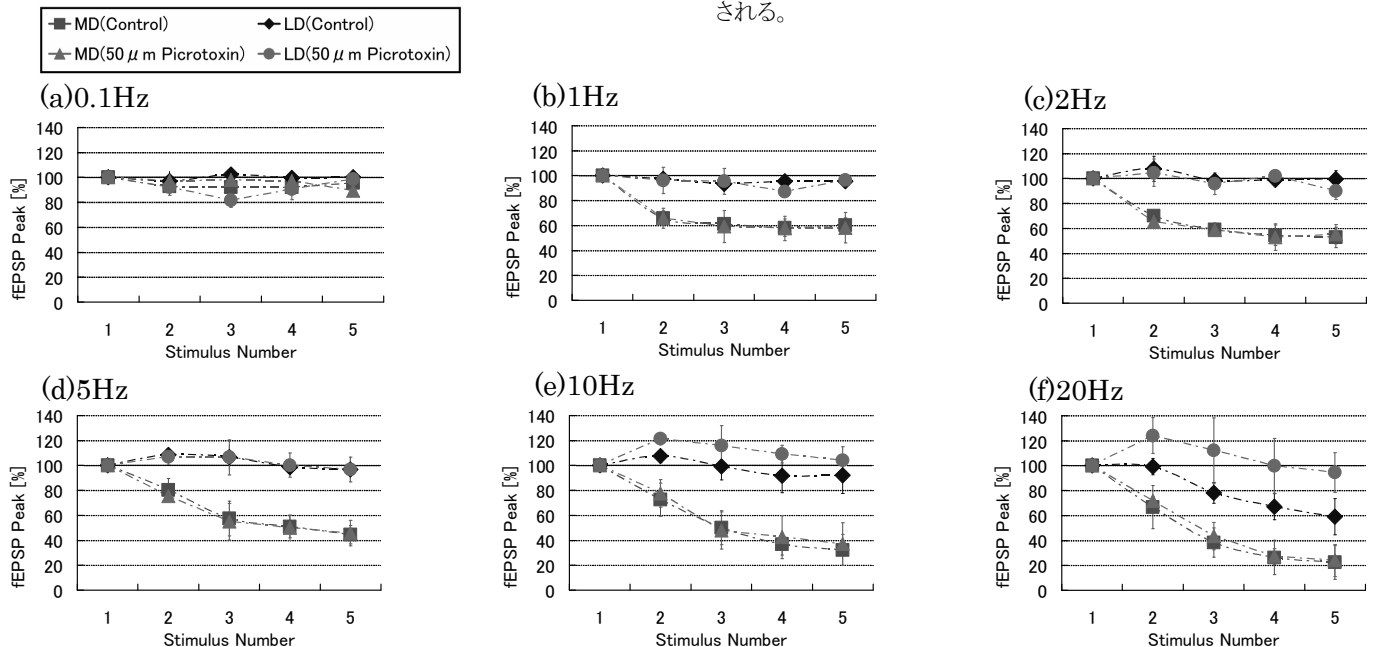 される。
MD(Control) LD(Control)
MD(50μm Picrotoxin) LD(50μm Picrotoxin)
(a)0.1Hz
fEPSP Peak [%]
140
120
100
80
60
40
20
0
1 2 3 4 5
Stimulus Number
(b)1Hz
fEPSP Peak [%]
140
120
100
80
60
40
20
0
1 2 3 4 5
Stimulus Number
(c)2Hz
fEPSP Peak [%]
140
120
100
80
60
40
20
0
1 2 3 4 5
Stimulus Number
(d)5Hz
fEPSP Peak [%]
140
120
100
80
60
40
20
0
1 2 3 4 5
Stimulus Number
(e)10Hz
fEPSP Peak [%]
140
120
100
80
60
40
20
0
1 2 3 4 5
Stimulus Number
(f)20Hz
fEPSP Peak [%]
140
120
100
80
60
40
20
0
1 2 3 4 5
Stimulus Number